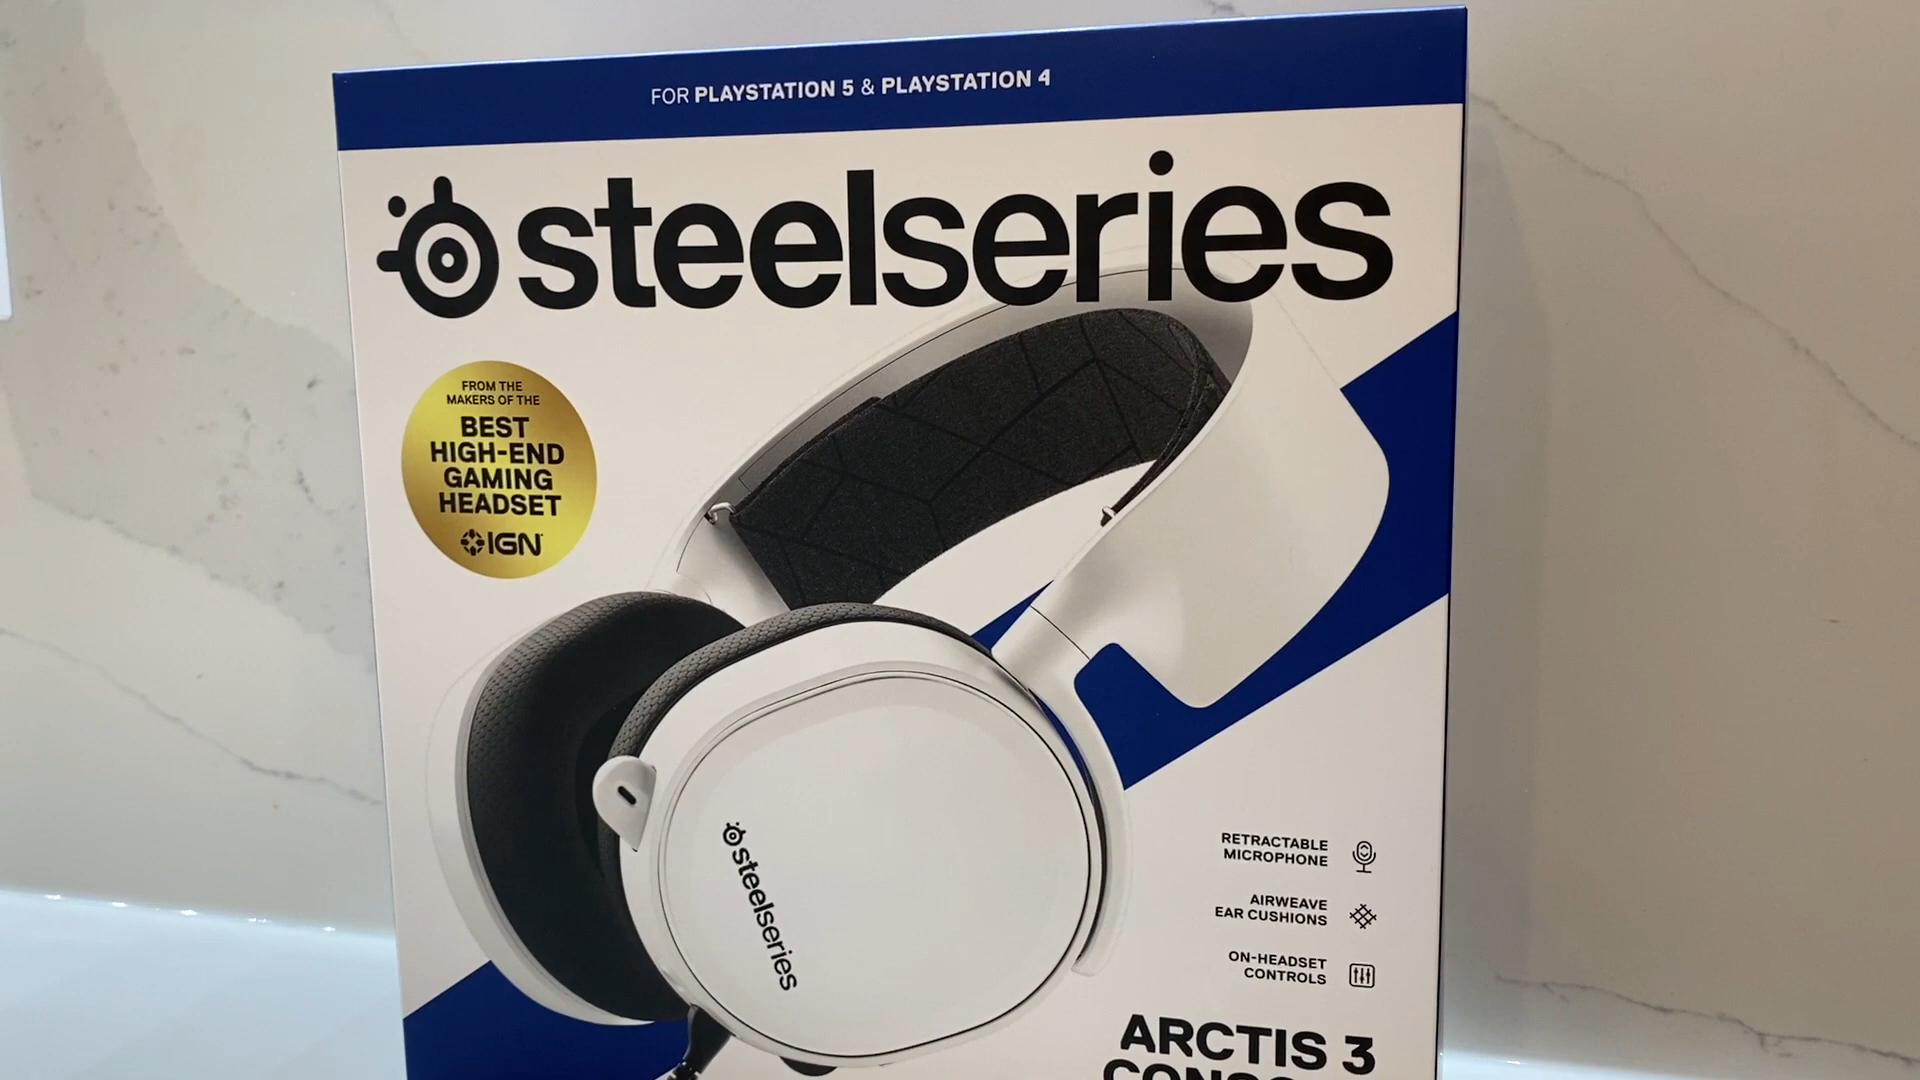 FOR PLAYSTATION 5 & PLAYSTATION 4
steelseries
FROM THE
MAKERS OF THE
BEST
HIGH-END
GAMING
HEADSET
IGN
steelseries
RETRACTABLE
MICROPHONE
AIRWEAVE
EAR CUSHIONS
ON-HEADSET
CONTROLS
ARCTIS 3